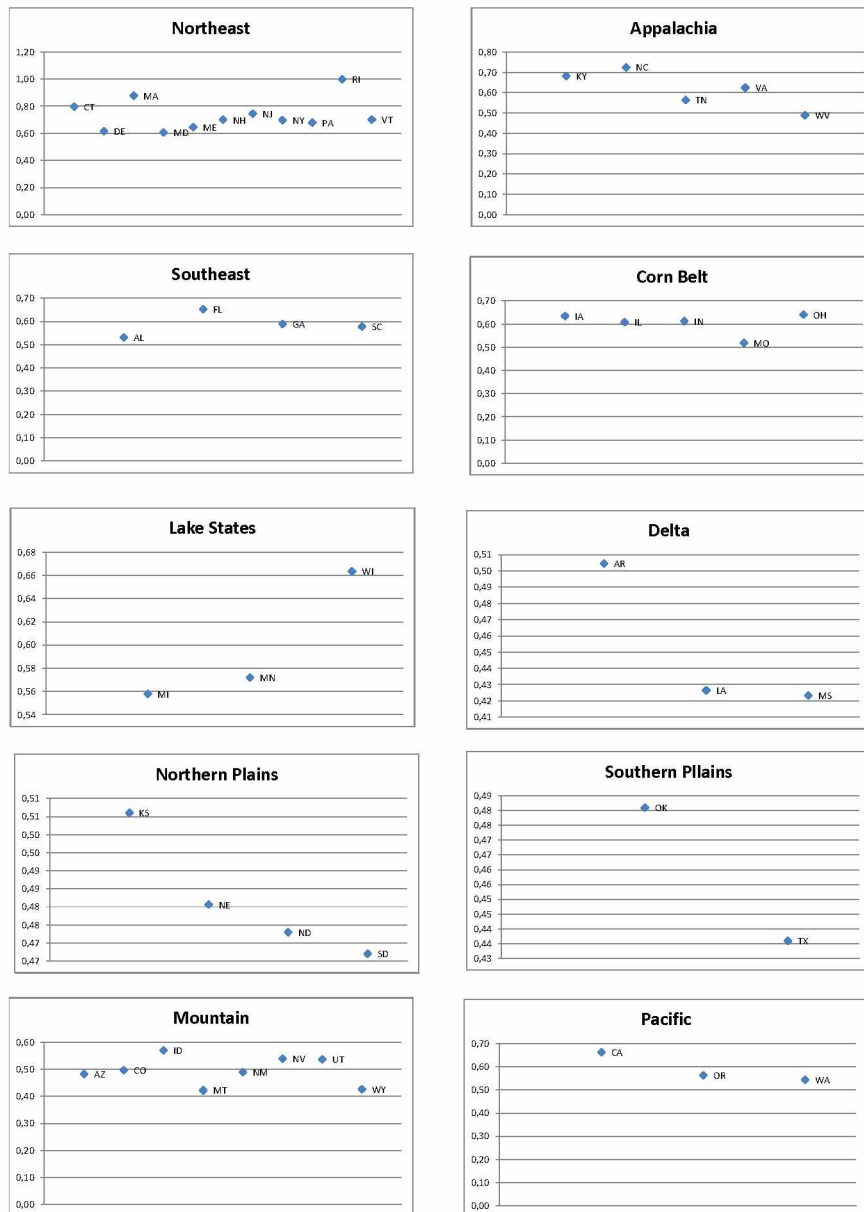 Northeast
1,20
1,00
0,80
0,60
0,40
0,20
0,00
CT
DE
MA
MD
ME
NH
NJ
NY
PA
RI
VT
Appalachia
0,80
0,70
0,60
0,50
0,40
0,30
0,20
0,10
0,00
KY
NC
TN
VA
WV
Southeast
0,70
0,60
0,50
0,40
0,30
0,20
0,10
0,00
AL
FL
GA
SC
Corn Belt
0,70
0,60
0,50
0,40
0,30
0,20
0,10
0,00
IA
IL
IN
MO
OH
Lake States
0,68
0,66
0,64
0,62
0,60
0,58
0,56
0,54
MI
MN
WI
Delta
0,51
0,50
0,49
0,48
0,47
0,46
0,45
0,44
0,43
0,42
0,41
AR
LA
MS
Northern Plains
0,51
0,51
0,50
0,50
0,49
0,49
0,48
0,48
0,47
0,47
KS
NE
ND
SD
Southern Pllains
0,49
0,48
0,48
0,47
0,47
0,46
0,46
0,45
0,45
0,44
0,44
0,43
OK
TX
Mountain
0,60
0,50
0,40
0,30
0,20
0,10
0,00
AZ
CO
ID
MT
NM
NV
UT
WY
Pacific
0,70
0,60
0,50
0,40
0,30
0,20
0,10
0,00
CA
OR
WA